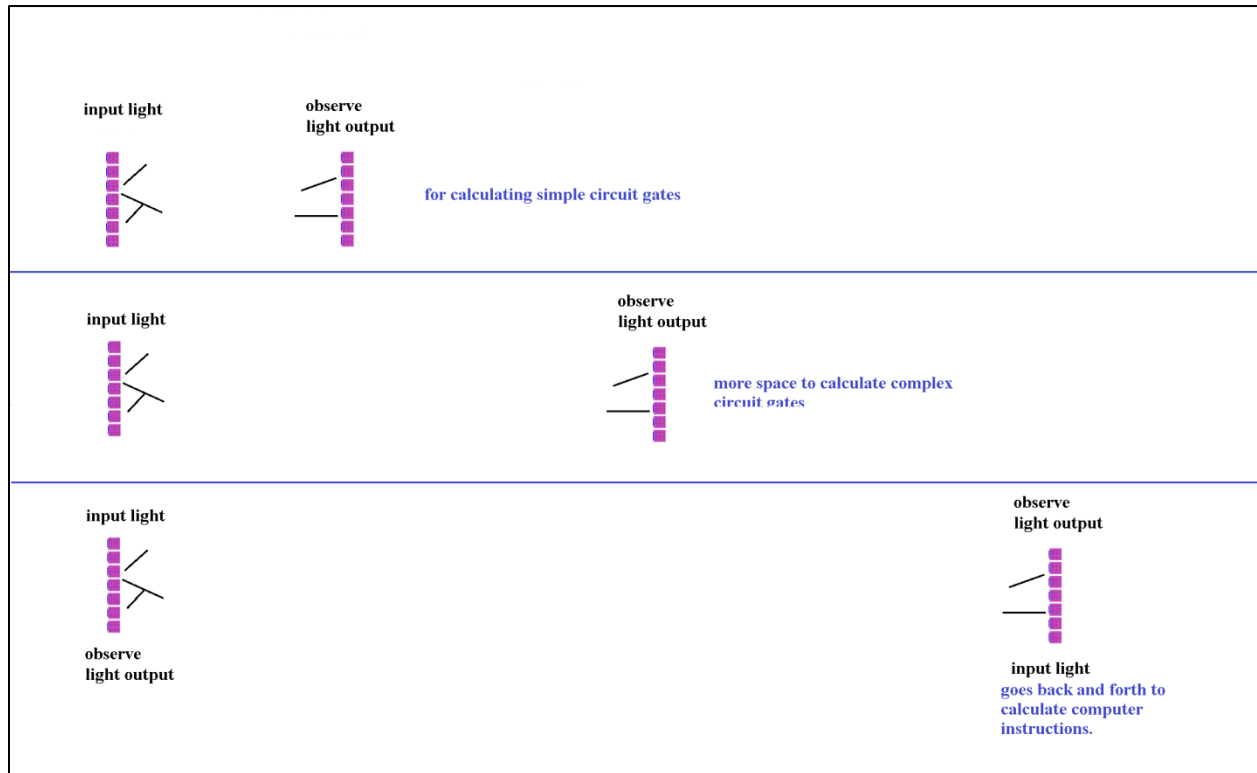 input light
observe
light output
for calculating simple circuit gates
input light
observe
light output
more space to calculate complex
circuit gates
input light
observe
light output
observe
light output
input light
goes back and forth to
calculate computer
instructions.